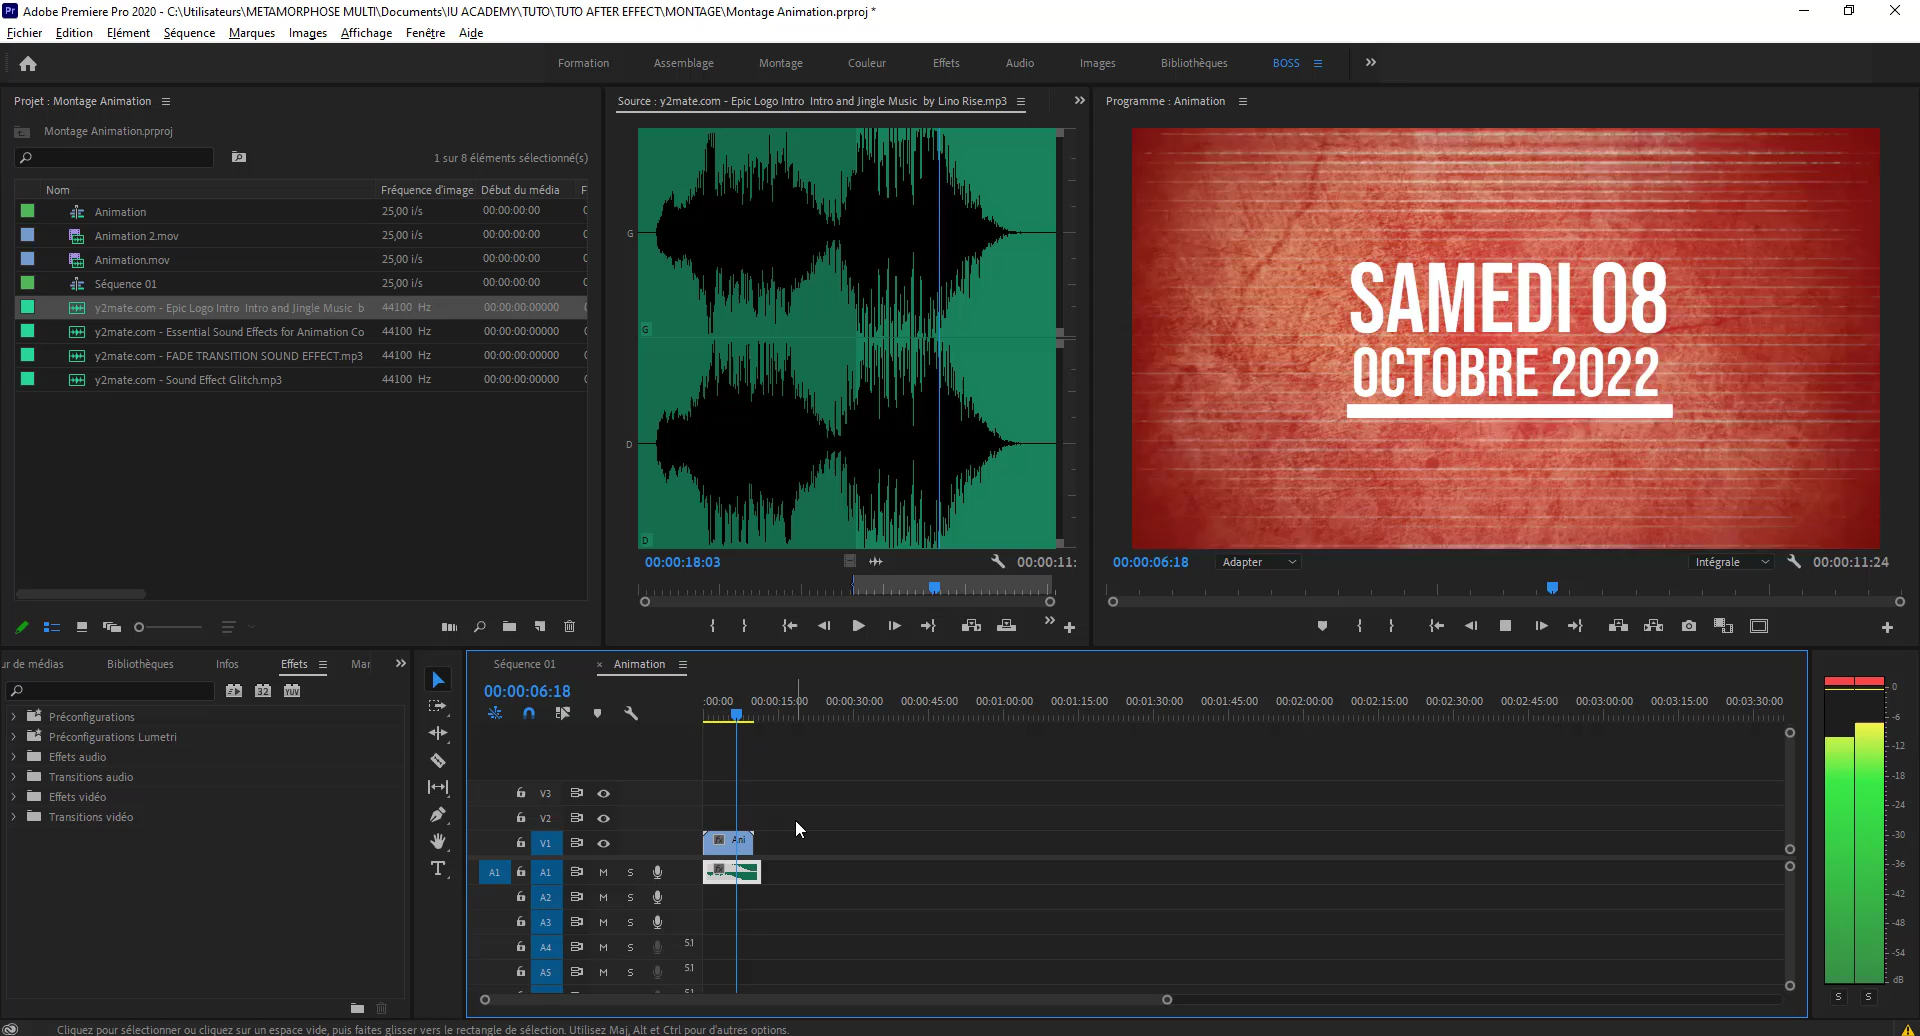 Adobe Premiere Pro 2020 - C:\Utilisateurs\METAMORPHOSE MULTI\Documents\IU ACADEMY\TUTO\TUTO AFTER EFFECT\MONTAGE\Montage Animation.prproj *
Fichier Edition Elément Séquence Marques Images Affichage Fenêtre Aide
Formation Assemblage Montage Couleur Effets Audio Images Bibliothèques BOSS
Projet : Montage Animation
Montage Animation.prproj
1 sur 8 éléments sélectionné(s)
Nom Fréquence d'image Début du média F
Animation 25,00 i/s 00:00:00:00
Animation 2.mov 25,00 i/s 00:00:00:00
Animation.mov 25,00 i/s 00:00:00:00
Séquence 01 25,00 i/s 00:00:00:00
y2mate.com - Epic Logo Intro Intro and Jingle Music b 44100 Hz 00:00:00:00000
y2mate.com - Essential Sound Effects for Animation Co 44100 Hz 00:00:00:00000
y2mate.com - FADE TRANSITION SOUND EFFECT.mp3 44100 Hz 00:00:00:00000
y2mate.com - Sound Effect Glitch.mp3 44100 Hz 00:00:00:00000
Source : y2mate.com - Epic Logo Intro Intro and Jingle Music by Lino Rise.mp3
G
G
D
D
00:00:18:03 00:00:11:
Programme : Animation
SAMEDI 08
OCTOBRE 2022
00:00:06:18 Adapter Intégrale 00:00:11:24
ur de médias Bibliothèques Infos Effets Mar
Préconfigurations
Préconfigurations Lumetri
Effets audio
Transitions audio
Effets vidéo
Transitions vidéo
Séquence 01 × Animation
00:00:06:18
:00:00 00:00:15:00 00:00:30:00 00:00:45:00 00:01:00:00 00:01:15:00 00:01:30:00 00:01:45:00 00:02:00:00 00:02:15:00 00:02:30:00 00:02:45:00 00:03:00:00 00:03:15:00 00:03:30:00
V3
V2
V1 fx Ani
A1 A1 M S
A2 M S
A3 M S
A4 M S 5.1
A5 M S 5.1
5.1
0
-6
-12
-18
-24
-30
-36
-42
-48
-54
dB
S S
Cliquez pour sélectionner ou cliquez sur un espace vide, puis faites glisser vers le rectangle de sélection. Utilisez Maj, Alt et Ctrl pour d'autres options.